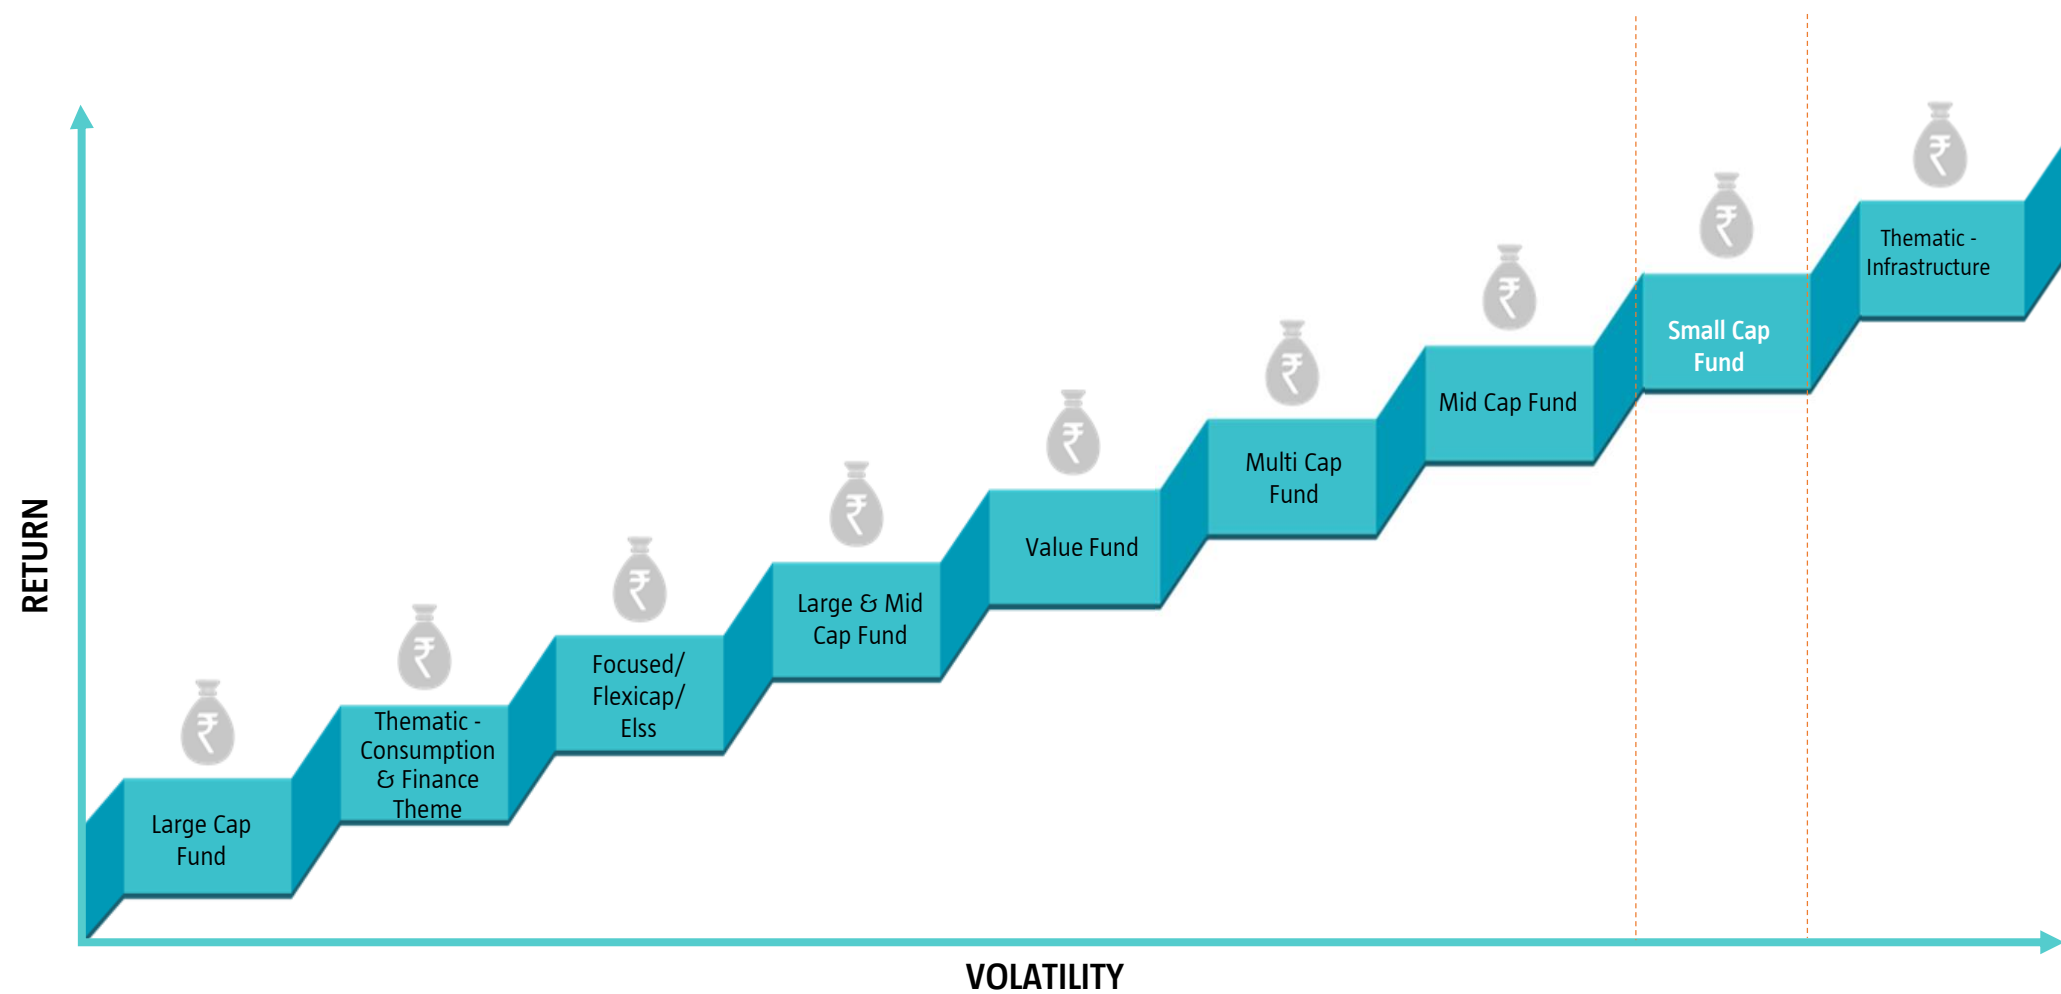 RETURN
Large Cap
Fund
Thematic -
Consumption
& Finance
Theme
Focused/
Flexicap/
Elss
Large & Mid
Cap Fund
Value Fund
Multi Cap
Fund
Mid Cap Fund
Small Cap
Fund
Thematic -
Infrastructure
₹
₹
₹
₹
₹
₹
₹
₹
₹
VOLATILITY